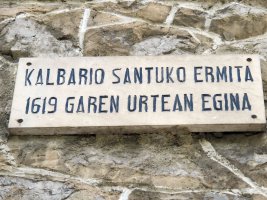 KALBARIO SANTUKO ERMITA
1619 GAREN URTEAN EGINA